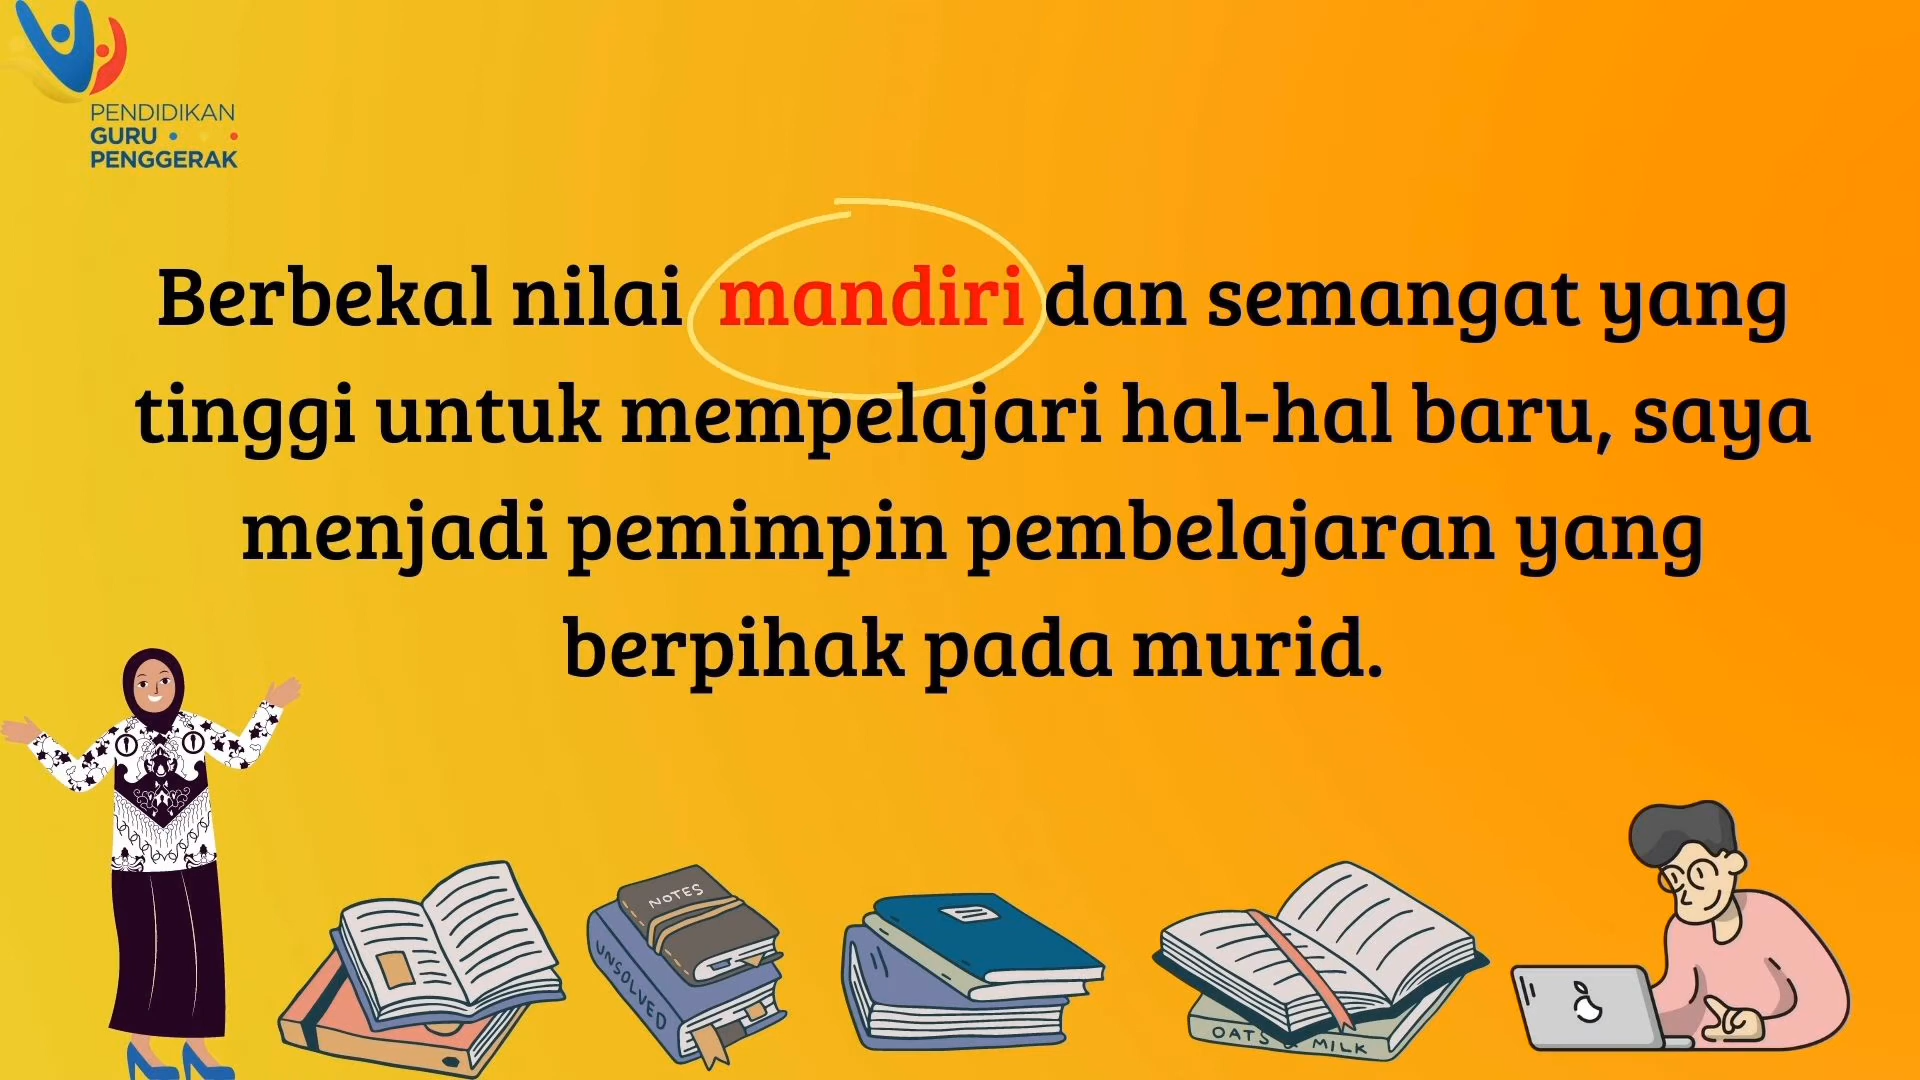 PENDIDIKAN
GURU
PENGGERAK
Berbekal nilai mandiri dan semangat yang
tinggi untuk mempelajari hal-hal baru, saya
menjadi pemimpin pembelajaran yang
berpihak pada murid.
NOTES
UNSOLVED
OATS & MILK